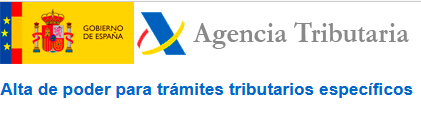 GOBIERNO
DE ESPAÑA
Agencia Tributaria
Alta de poder para trámites tributarios específicos